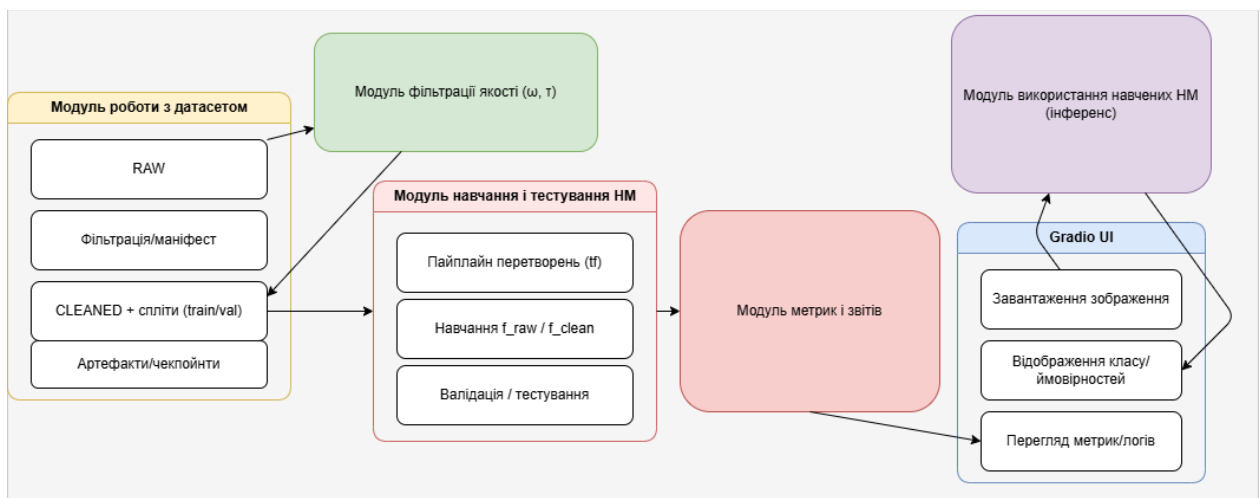 Модуль роботи з датасетом
RAW
Фільтрація/маніфест
CLEANED + спліти (train/val)
Артефакти/чекпойнти
Модуль фільтрації якості (ω, τ)
Модуль навчання і тестування НМ
Пайплайн перетворень (tf)
Навчання f_raw / f_clean
Валідація / тестування
Модуль метрик і звітів
Модуль використання навчених НМ
(інференс)
Gradio UI
Завантаження зображення
Відображення класу/
ймовірностей
Перегляд метрик/логів